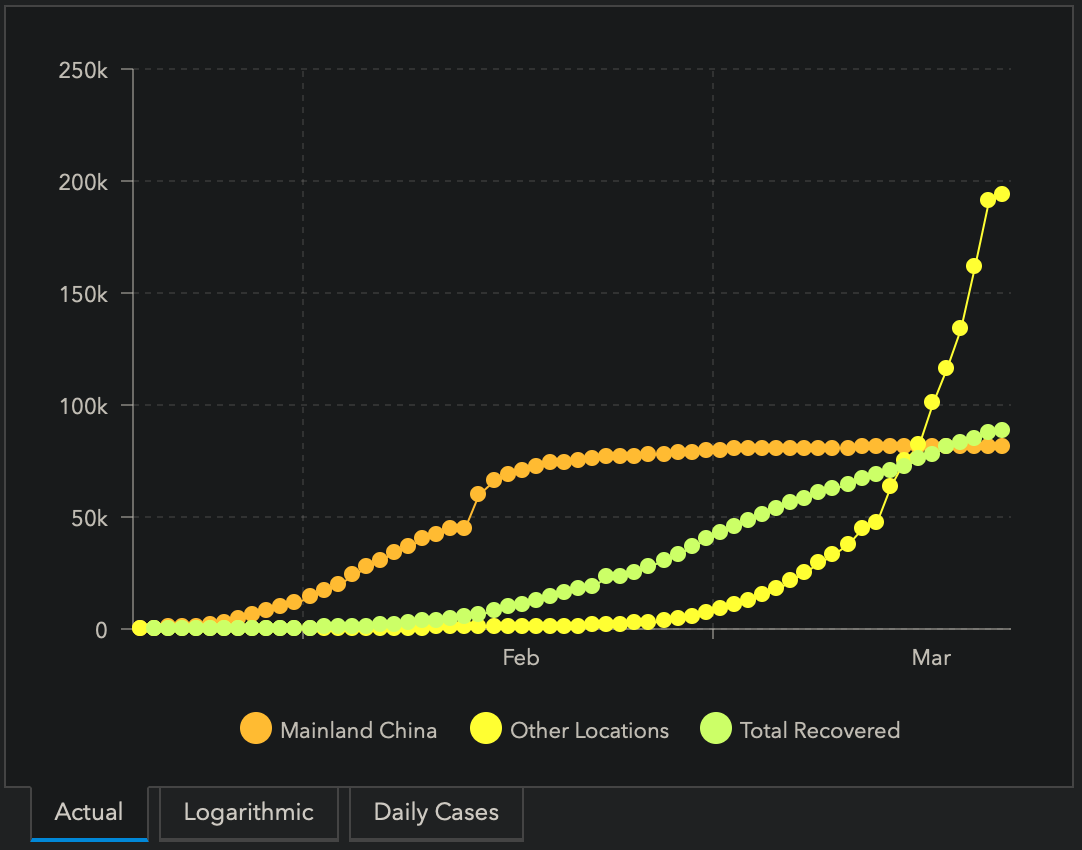 250k
200k
150k
100k
50k
0
Feb Mar
Mainland China Other Locations Total Recovered
Actual Logarithmic Daily Cases